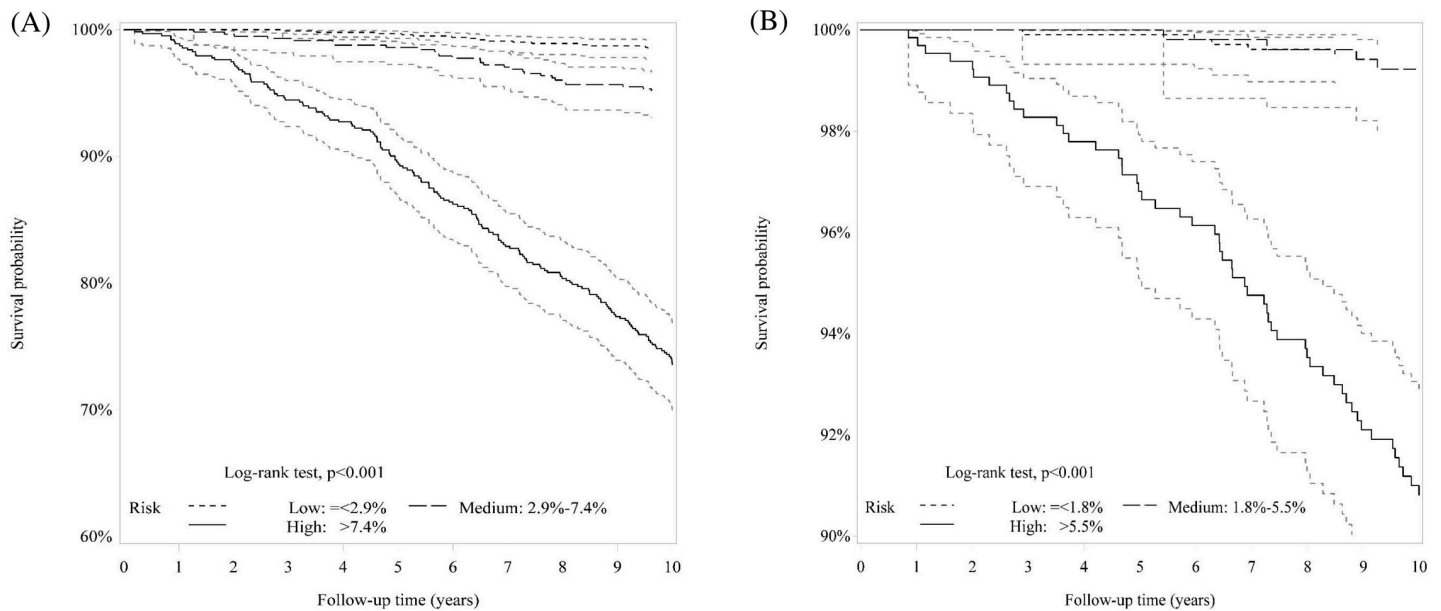 (A)
100%
90%
80%
70%
60%
Survival probability
Log-rank test, p<0.001
Risk Low: =<2.9% Medium: 2.9%-7.4%
High: >7.4%
0 1 2 3 4 5 6 7 8 9 10
Follow-up time (years)
(B)
100%
98%
96%
94%
92%
90%
Survival probability
Log-rank test, p<0.001
Risk Low: =<1.8% Medium: 1.8%-5.5%
High: >5.5%
0 1 2 3 4 5 6 7 8 9 10
Follow-up time (years)